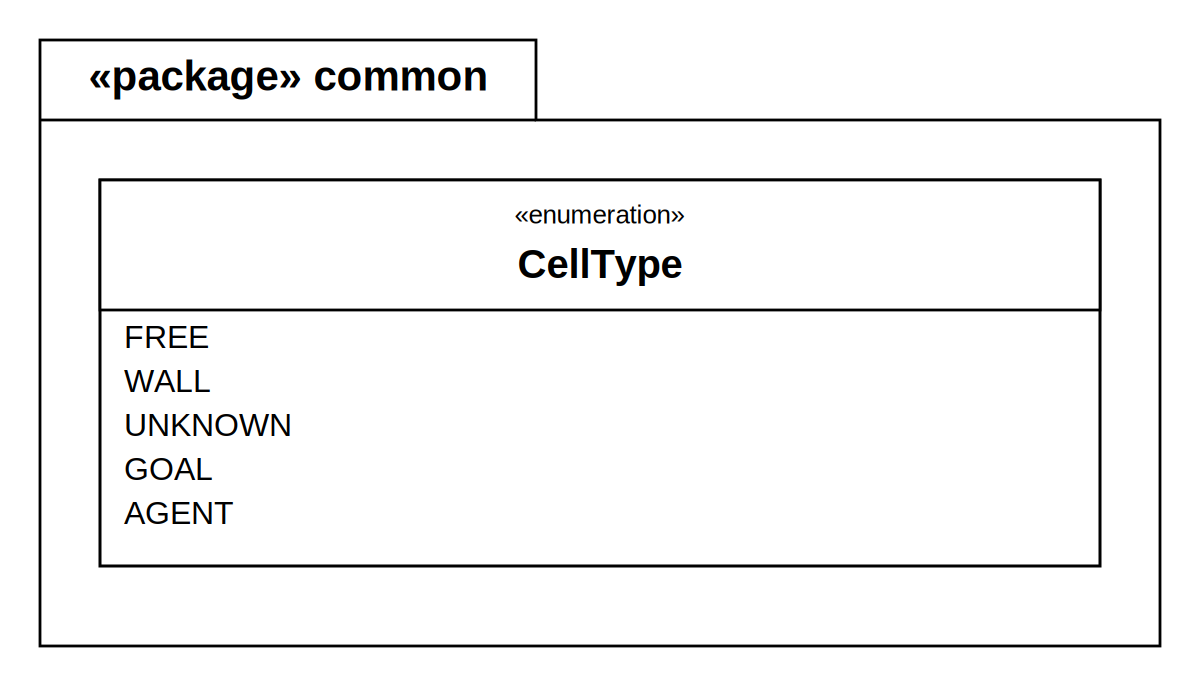 «package» common
«enumeration»
CellType
FREE
WALL
UNKNOWN
GOAL
AGENT